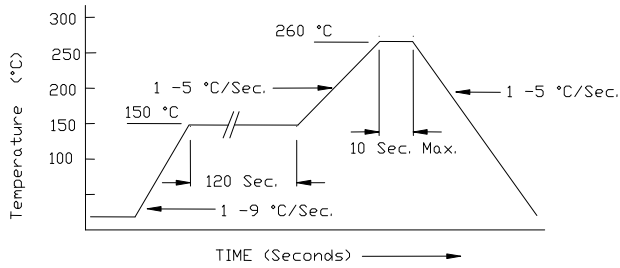 300
260 °C
250
200
1 -5 °C/Sec.
1 -5 °C/Sec.
150 °C
150
100
10 Sec. Max.
120 Sec.
1 -9 °C/Sec.
Temperature (°C)
TIME (Seconds)